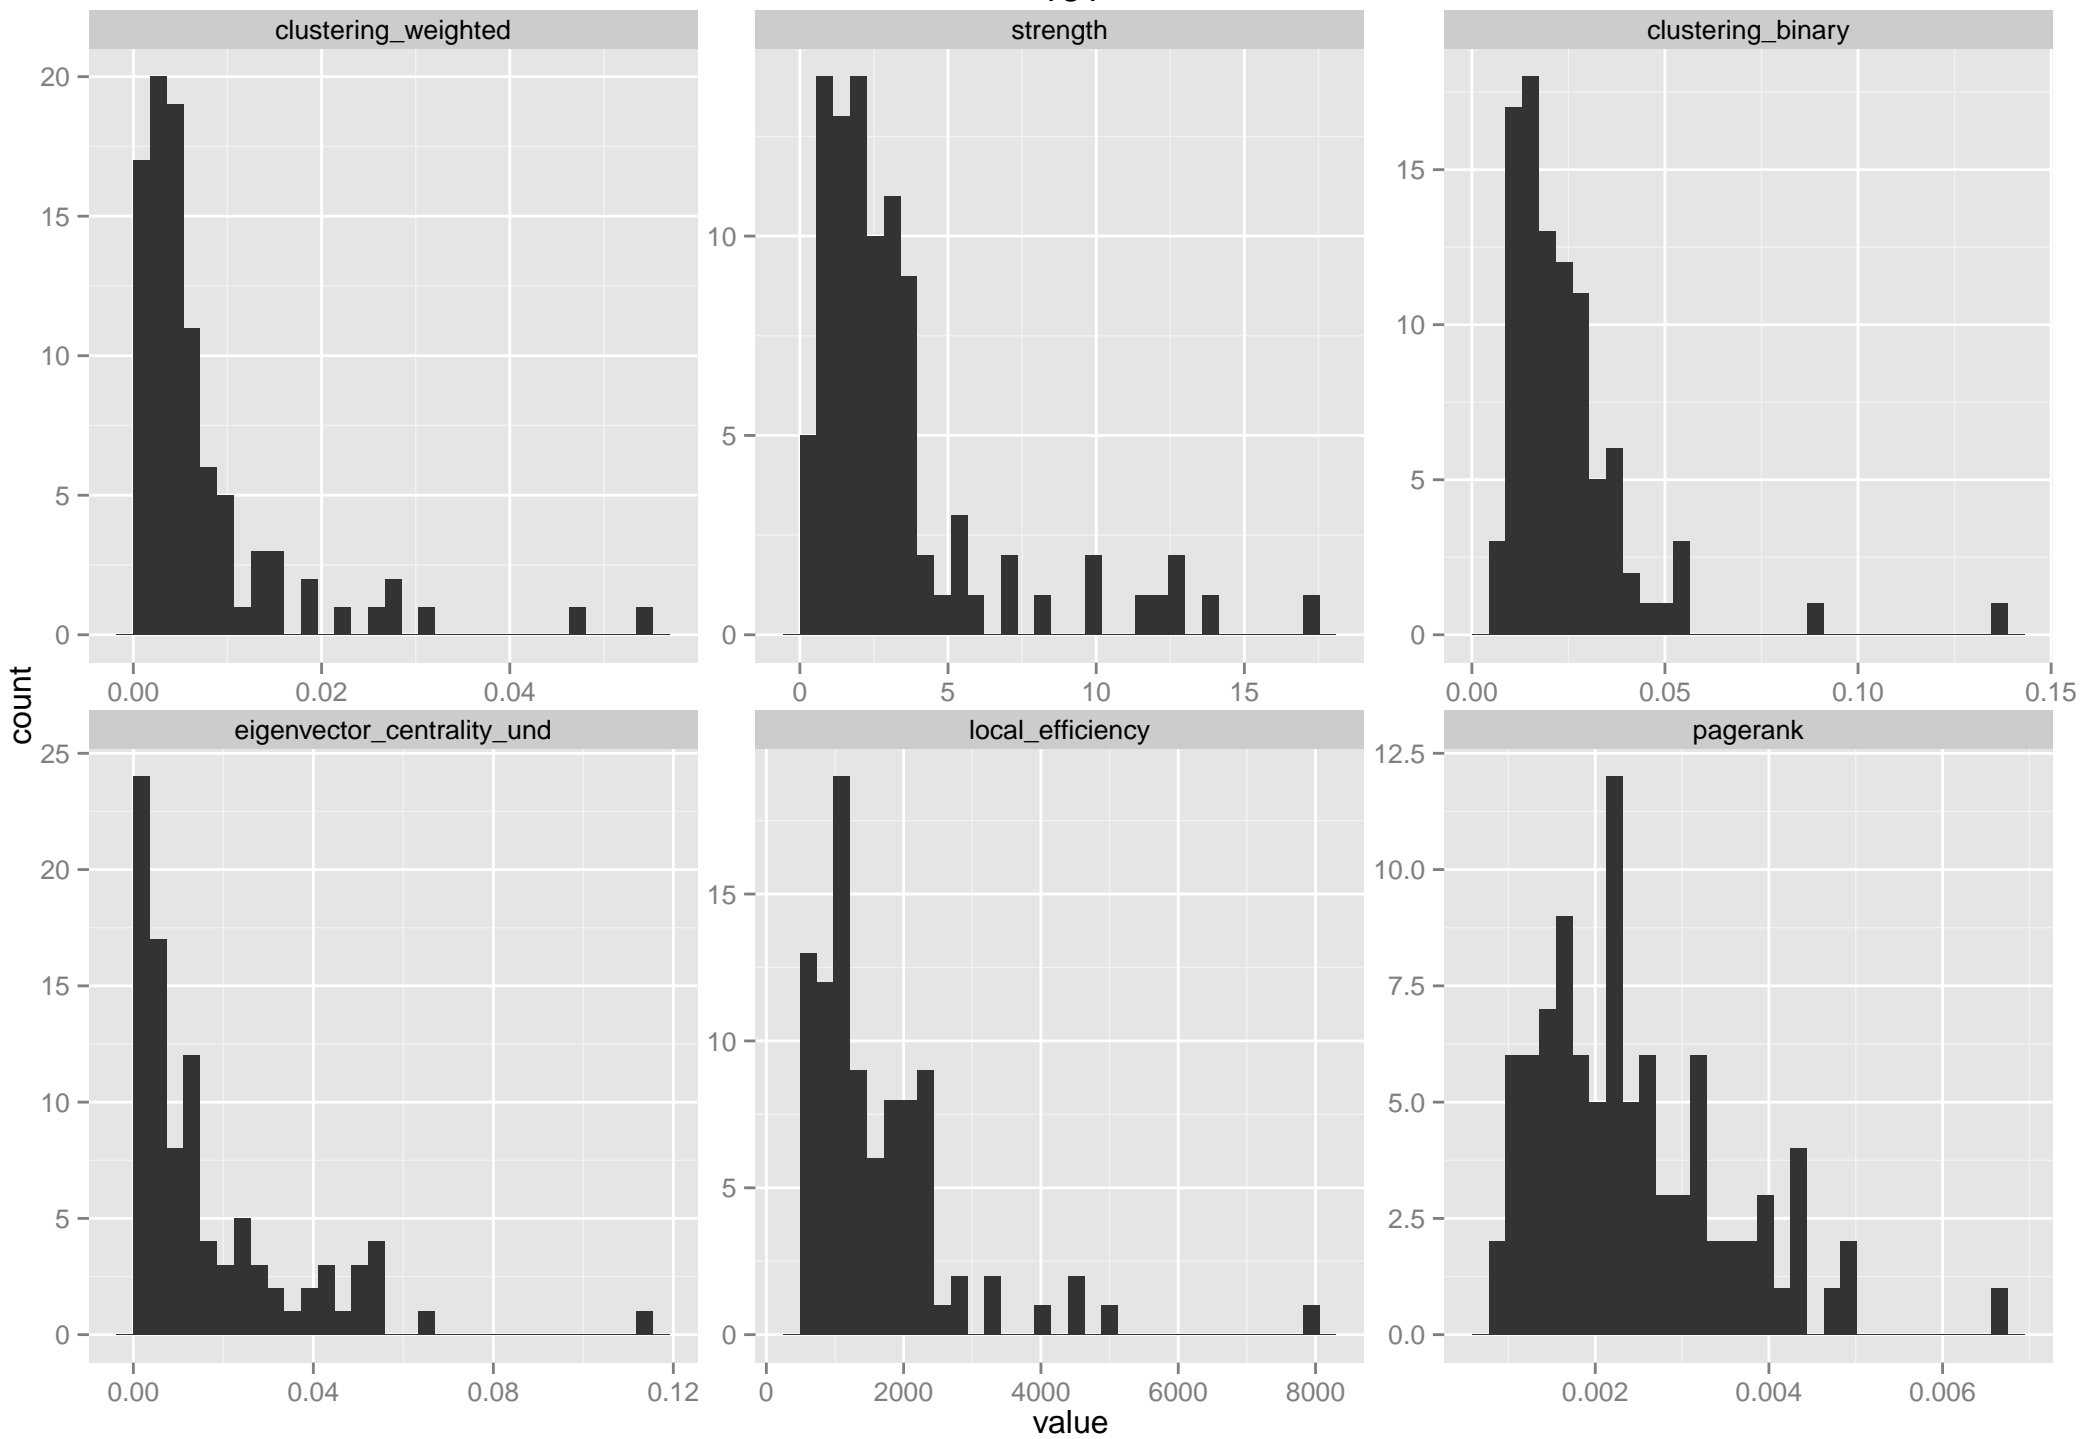 clustering_weighted
strength
clustering_binary
20
15
10
5
0
10
5
0
15
10
5
0
0.00 0.02 0.04
0 5 10 15
0.00 0.05 0.10 0.15
count
eigenvector_centrality_und
local_efficiency
pagerank
25
20
15
10
5
0
15
10
5
0
12.5
10.0
7.5
5.0
2.5
0.0
0.00 0.04 0.08 0.12
0 2000 4000 6000 8000
0.002 0.004 0.006
value